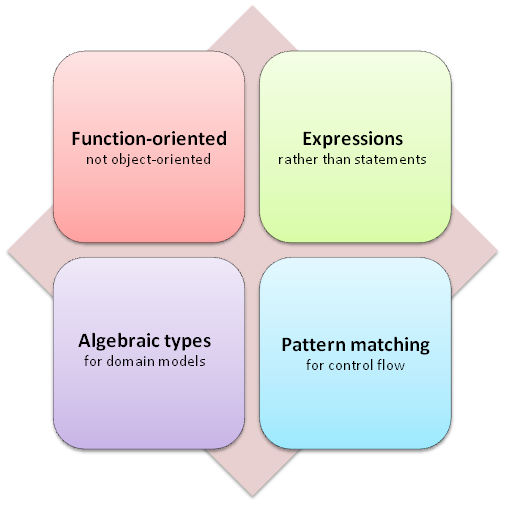 Function-oriented
not object-oriented
Expressions
rather than statements
Algebraic types
for domain models
Pattern matching
for control flow